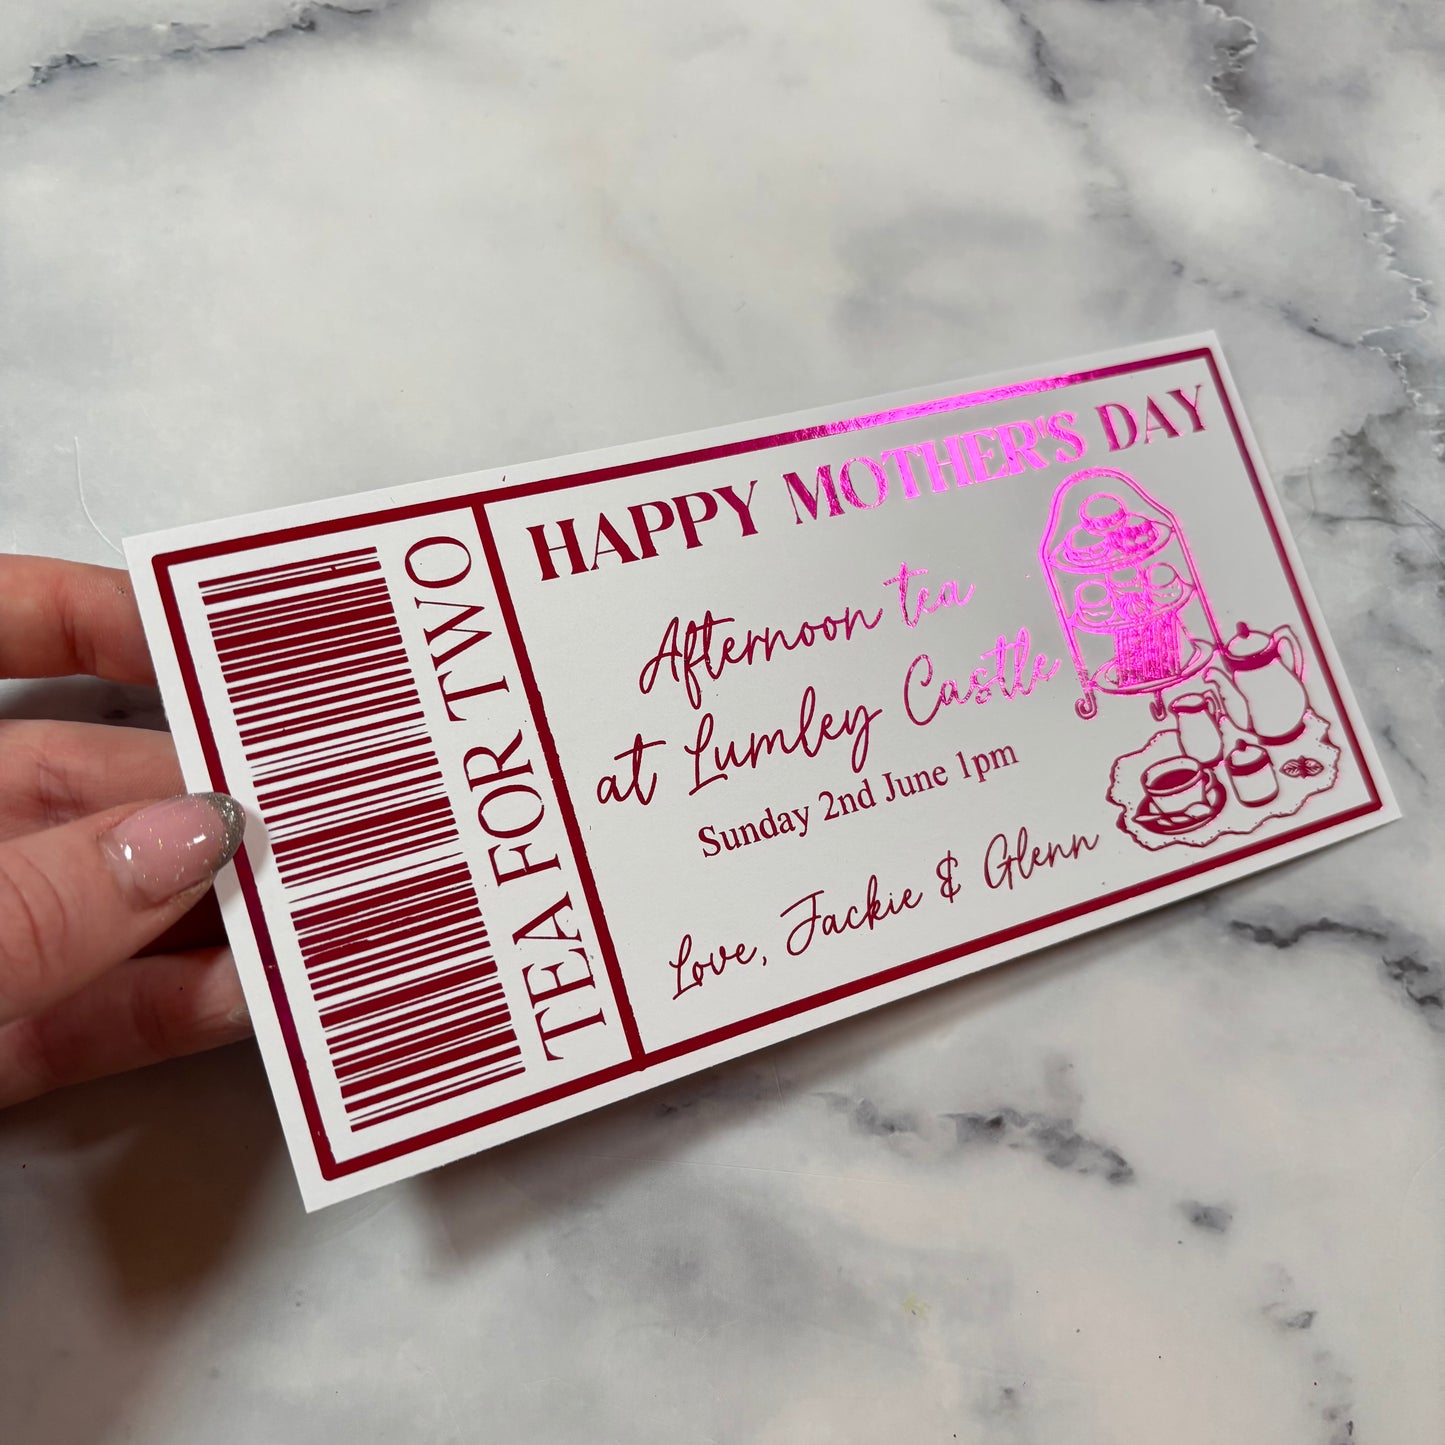 TEA FOR TWO
HAPPY MOTHER'S DAY
Afternoon tea
at Lumley Castle
Sunday 2nd June 1pm
Love, Jackie & Glenn